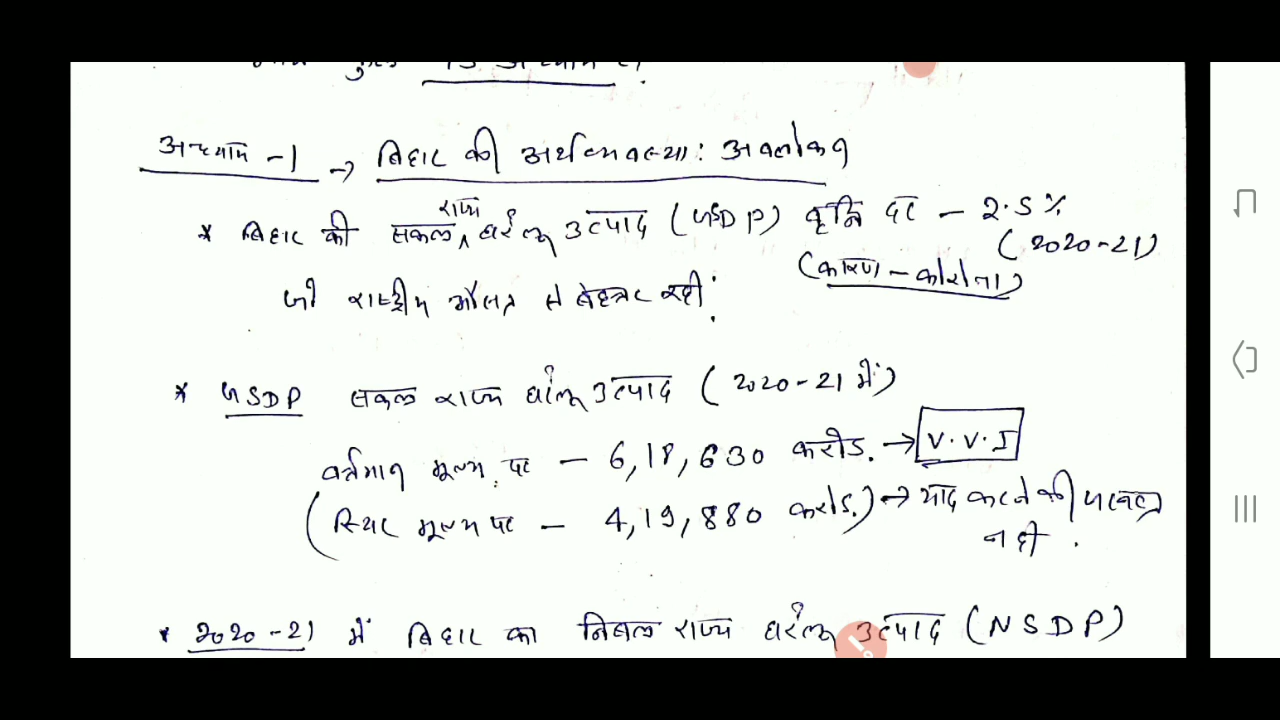 अध्याय -1 → बिहार की अर्थव्यवस्था : अवलोकन
* बिहार की सकल राज्य घरेलू उत्पाद (GSDP) वृद्धि दर – 2.5%
(2020-21)
(कारण – कोरोना)
जो राष्ट्रीय औसत से बेहतर रही
* GSDP सकल राज्य घरेलू उत्पाद (2020-21 में)
वर्तमान मूल्य पर – 6,18,630 करोड. → V.V.I
(स्थिर मूल्य पर – 4,19,880 करोड.) → याद करने की जरूरत
नहीं .
* 2020-21 में बिहार का निवल राज्य घरेलू उत्पाद (NSDP)